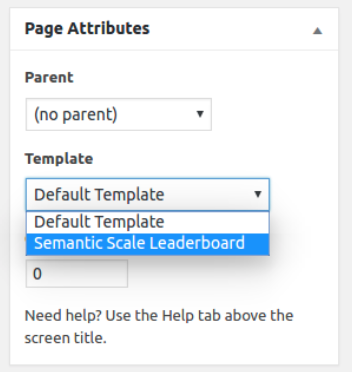 Page Attributes
Parent
(no parent)
Template
Default Template
Default Template
Semantic Scale Leaderboard
0
Need help? Use the Help tab above the
screen title.